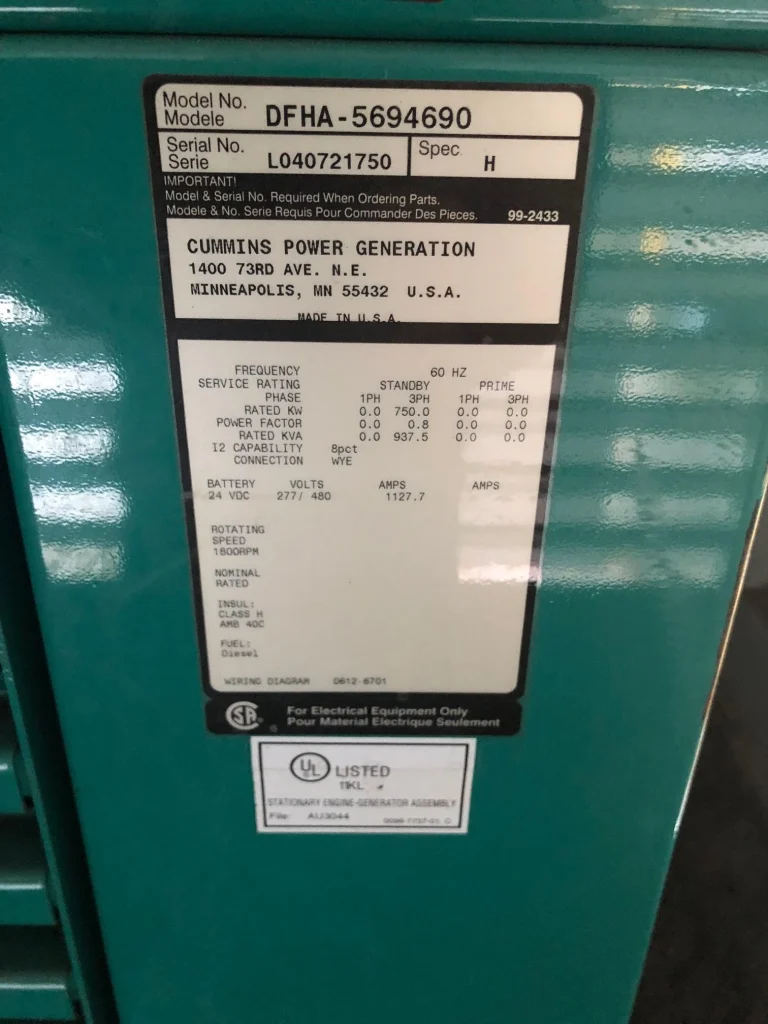 Model No.
Modele DFHA-5694690
Serial No.
Serie L040721750 Spec H
IMPORTANT!
Model & Serial No. Required When Ordering Parts.
Modele & No. Serie Requis Pour Commander Des Pieces. 99-2433
CUMMINS POWER GENERATION
1400 73RD AVE. N.E.
MINNEAPOLIS, MN 55432 U.S.A.
MADE IN U.S.A.
FREQUENCY 60 HZ
SERVICE RATING STANDBY PRIME
PHASE 1PH 3PH 1PH 3PH
RATED KW 0.0 750.0 0.0 0.0
POWER FACTOR 0.0 0.8 0.0 0.0
RATED KVA 0.0 937.5 0.0 0.0
I2 CAPABILITY 8pct
CONNECTION WYE
BATTERY VOLTS AMPS AMPS
24 VDC 277/ 480 1127.7
ROTATING
SPEED
1800RPM
NOMINAL
RATED
INSUL:
CLASS H
AMB 40C
FUEL:
Diesel
WIRING DIAGRAM 0612-6701
SA
For Electrical Equipment Only
Pour Material Electrique Seulement
UL LISTED
11KL
STATIONARY ENGINE-GENERATOR ASSEMBLY
File: AU3044